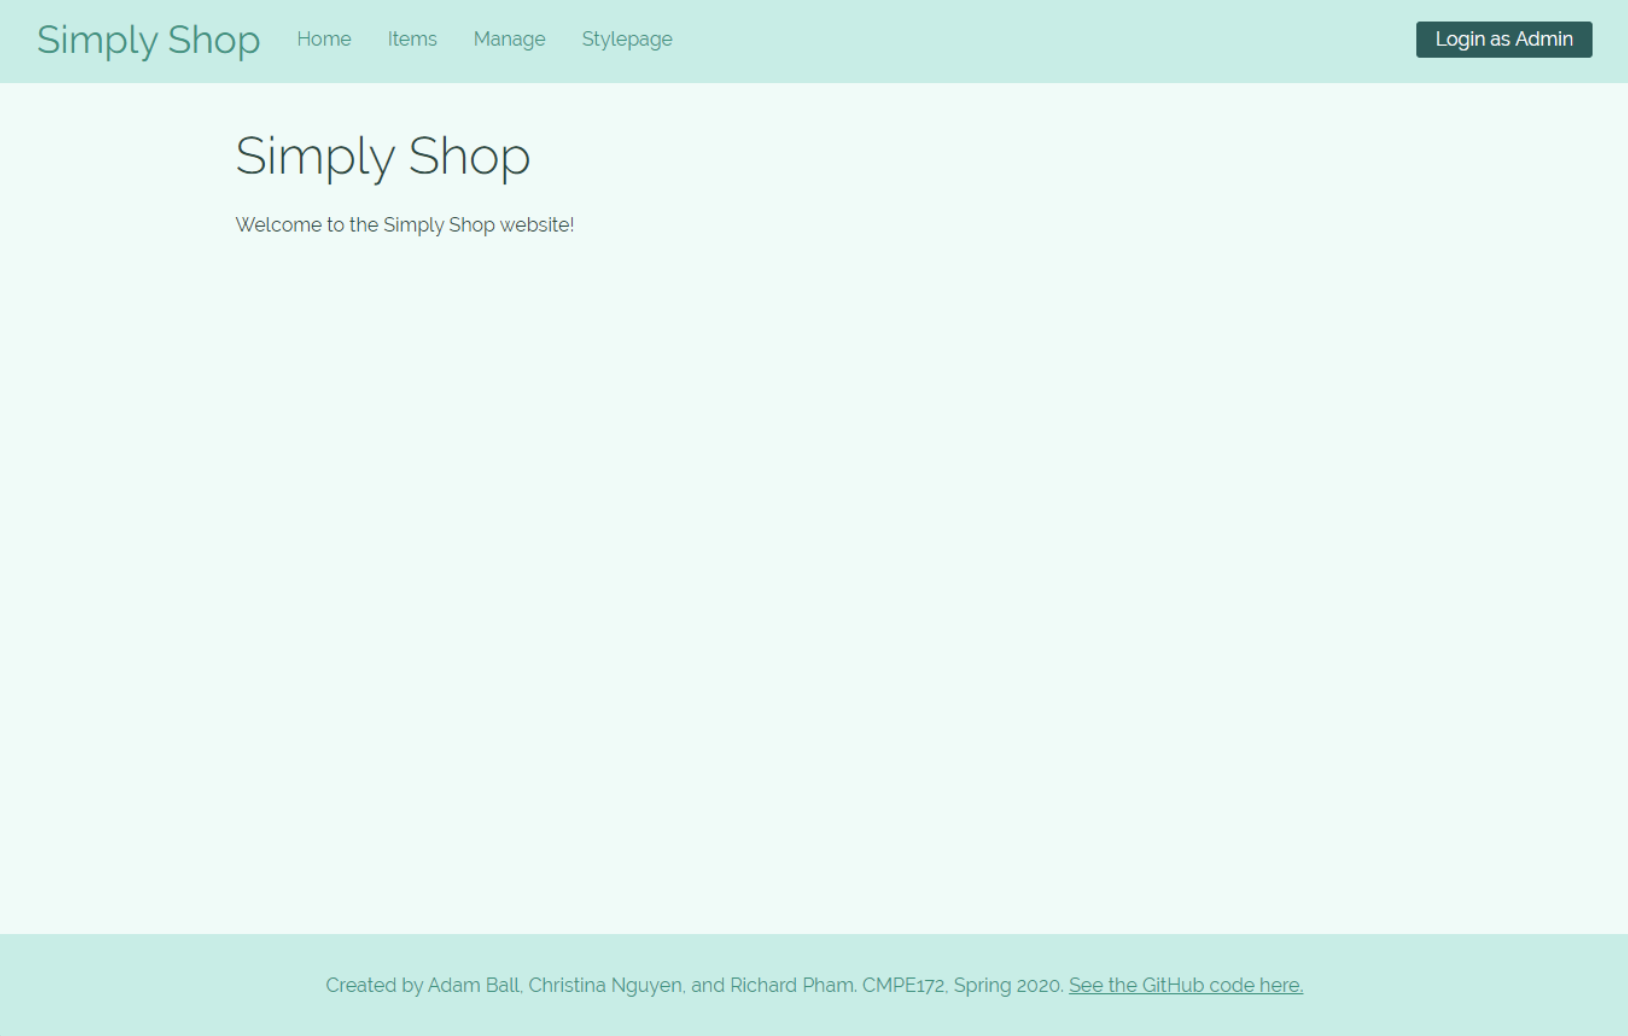 Simply Shop Home Items Manage Stylepage Login as Admin
Simply Shop
Welcome to the Simply Shop website!
Created by Adam Ball, Christina Nguyen, and Richard Pham. CMPE172, Spring 2020. See the GitHub code here.